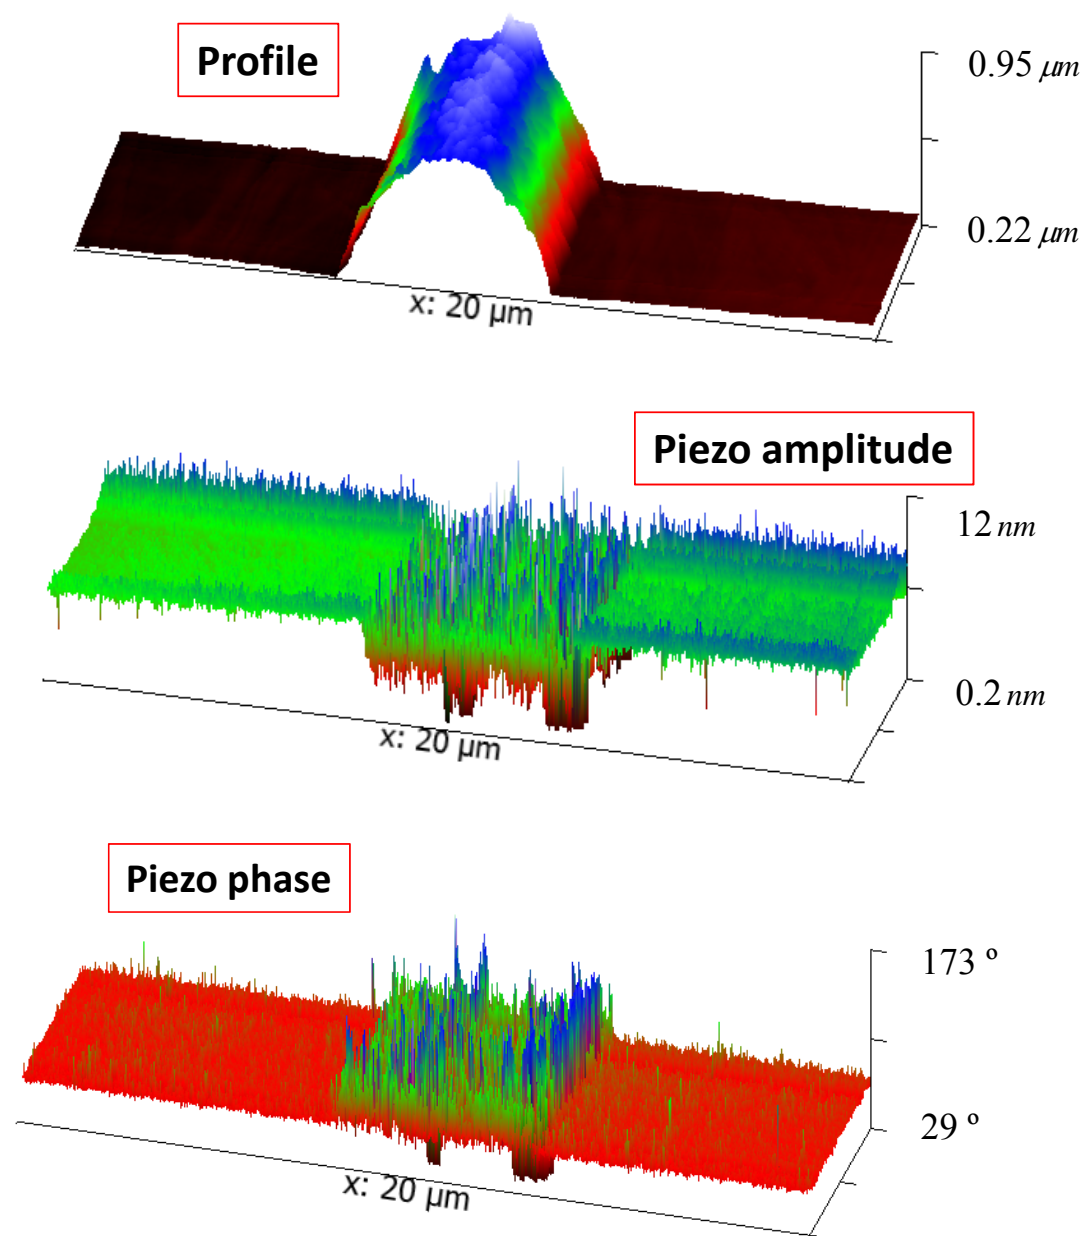 Profile
0.95 μm
0.22 μm
x: 20 μm
Piezo amplitude
12 nm
0.2 nm
x: 20 μm
Piezo phase
173 º
29 º
x: 20 μm